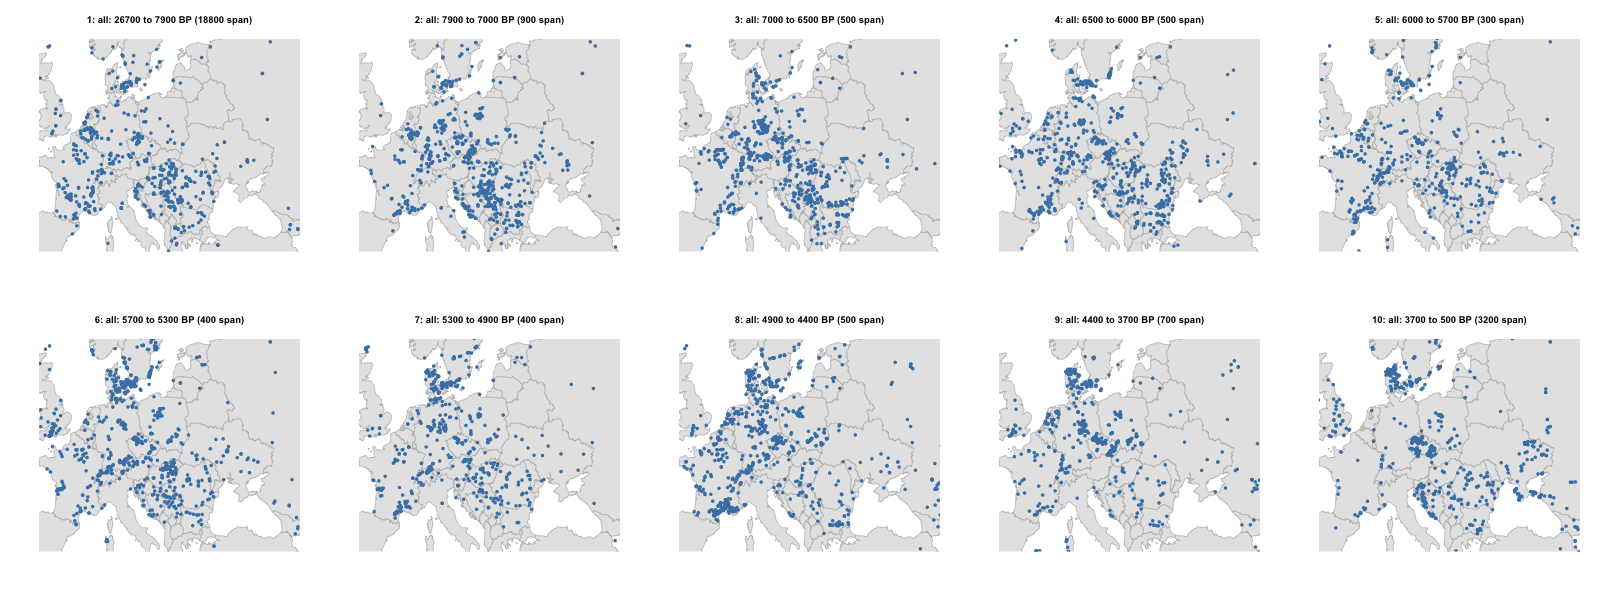 1: all: 26700 to 7900 BP (18800 span)
2: all: 7900 to 7000 BP (900 span)
3: all: 7000 to 6500 BP (500 span)
4: all: 6500 to 6000 BP (500 span)
5: all: 6000 to 5700 BP (300 span)
6: all: 5700 to 5300 BP (400 span)
7: all: 5300 to 4900 BP (400 span)
8: all: 4900 to 4400 BP (500 span)
9: all: 4400 to 3700 BP (700 span)
10: all: 3700 to 500 BP (3200 span)